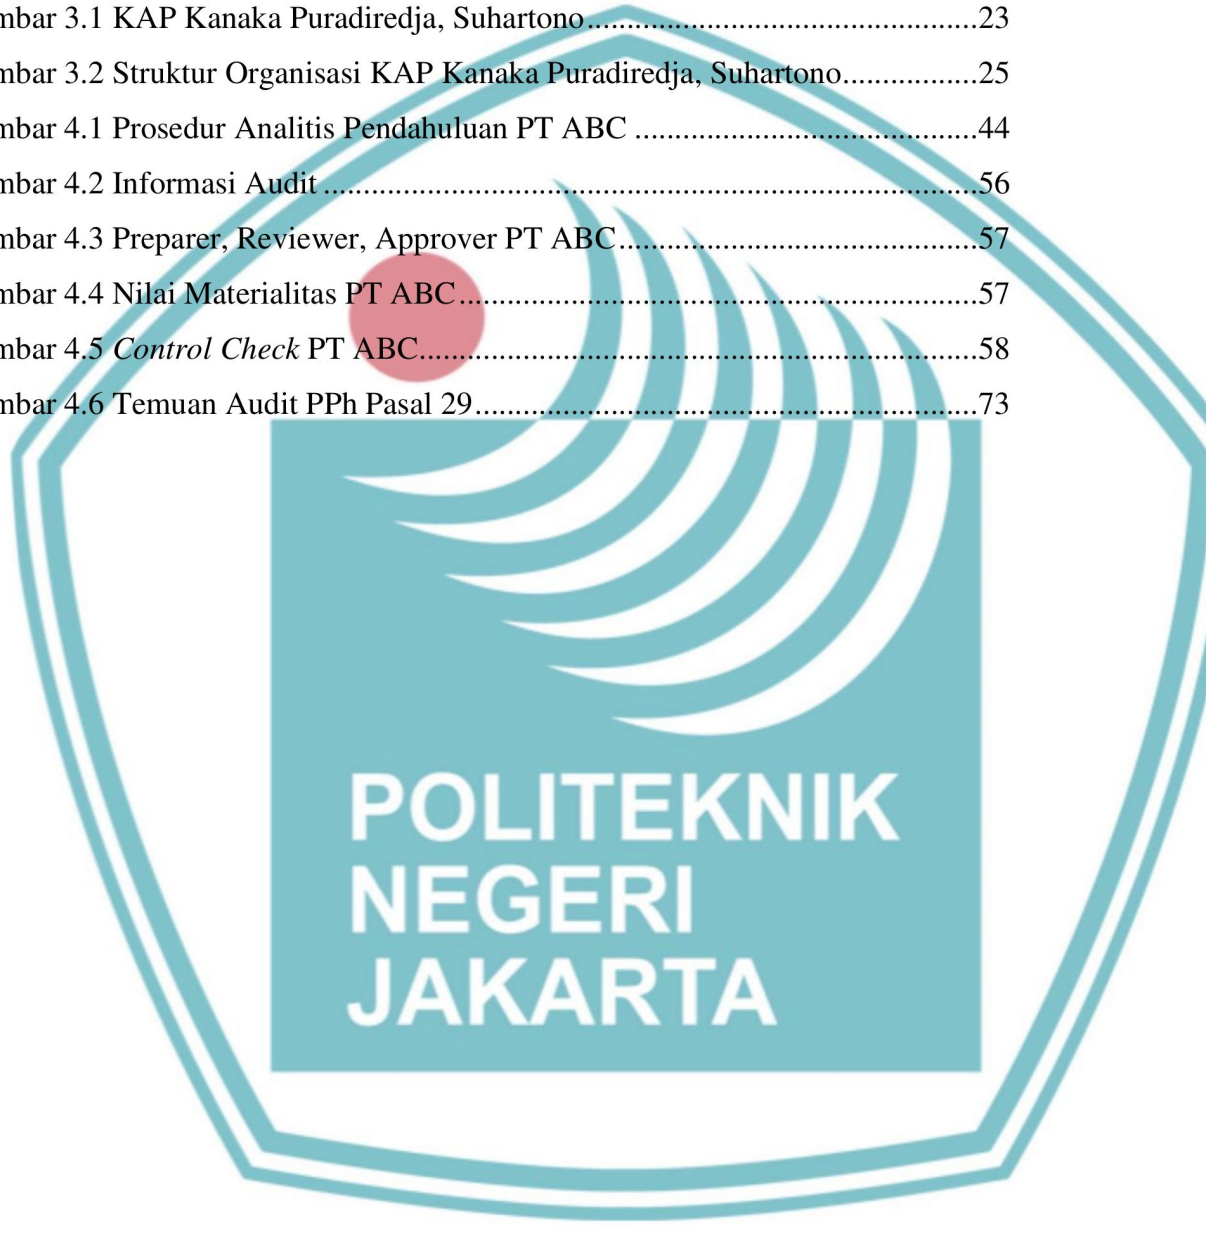 mbar 3.1 KAP Kanaka Puradiredja, Suhartono..................................................23
mbar 3.2 Struktur Organisasi KAP Kanaka Puradiredja, Suhartono.................25
mbar 4.1 Prosedur Analitis Pendahuluan PT ABC ...........................................44
mbar 4.2 Informasi Audit...................................................................................56
mbar 4.3 Preparer, Reviewer, Approver PT ABC.............................................57
mbar 4.4 Nilai Materialitas PT ABC..................................................................57
mbar 4.5 Control Check PT ABC.......................................................................58
mbar 4.6 Temuan Audit PPh Pasal 29................................................................73
POLITEKNIK
NEGERI
JAKARTA